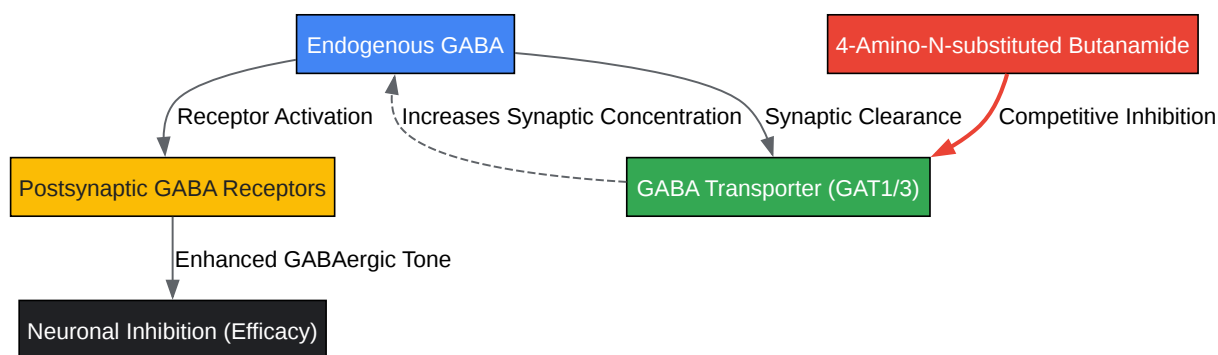 Endogenous GABA
4-Amino-N-substituted Butanamide
Receptor Activation
Increases Synaptic Concentration
Synaptic Clearance
Competitive Inhibition
Postsynaptic GABA Receptors
GABA Transporter (GAT1/3)
Enhanced GABAergic Tone
Neuronal Inhibition (Efficacy)